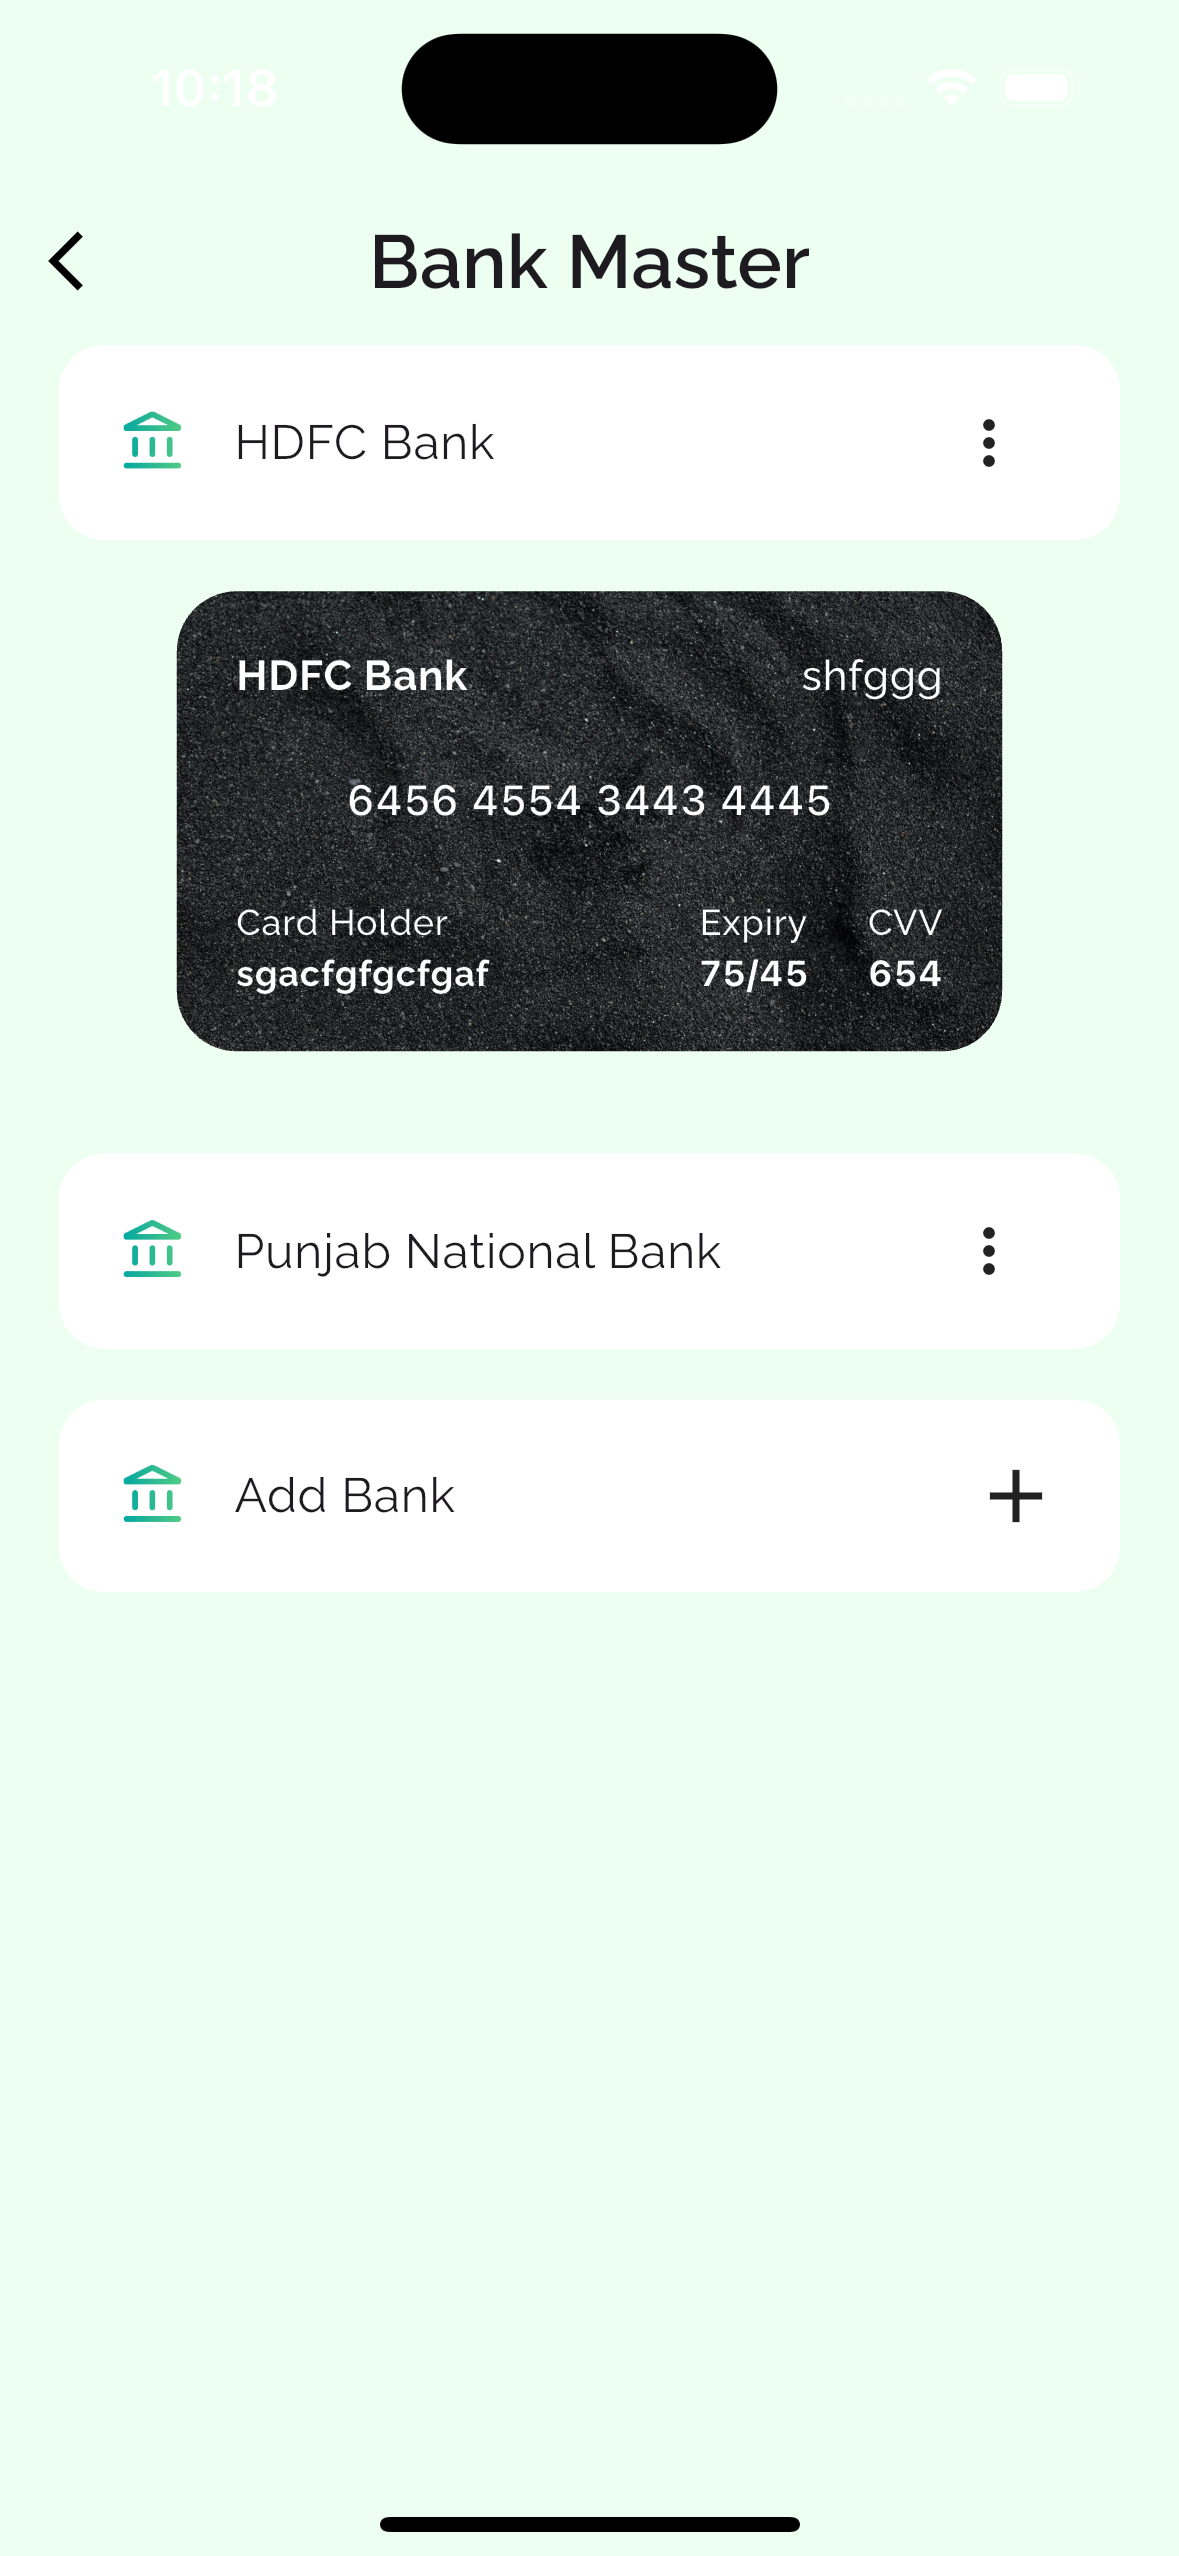 10:18
Bank Master
HDFC Bank
HDFC Bank shfggg
6456 4554 3443 4445
Card Holder Expiry CVV
sgacfgfgcfgaf 75/45 654
Punjab National Bank
Add Bank